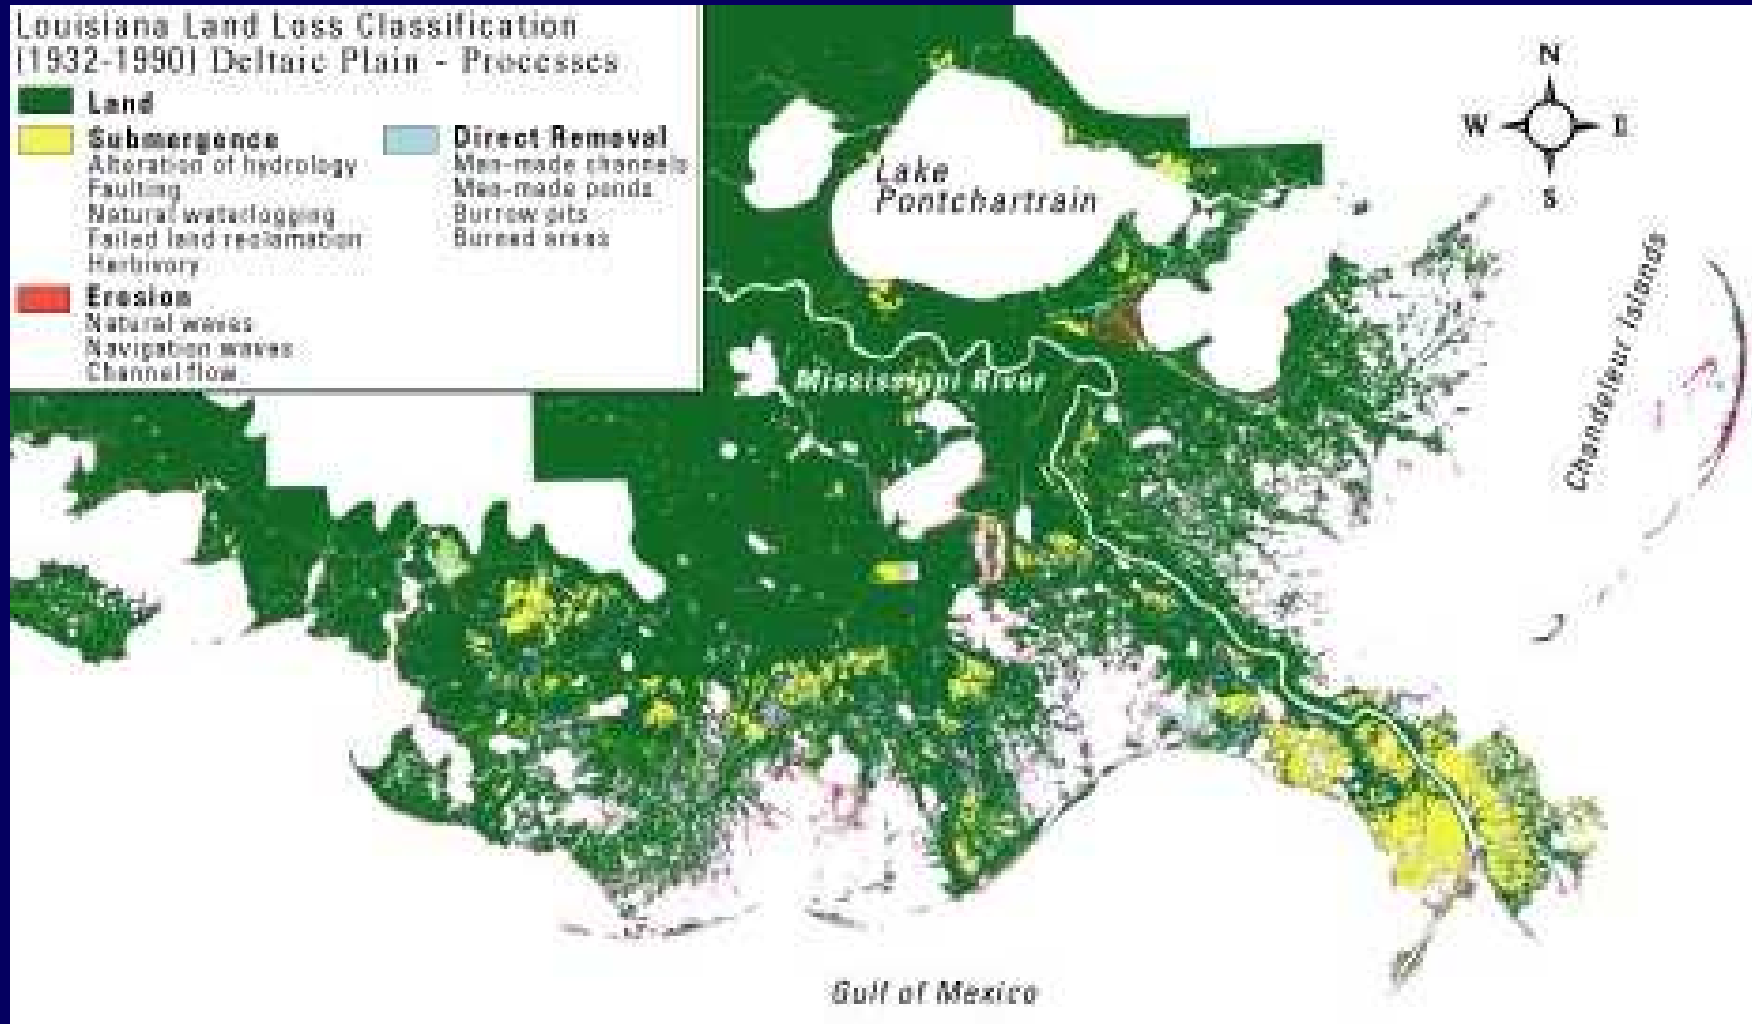 Louisiana Land Loss Classification
(1932-1990) Deltaic Plain - Processes
Land
Submergence
Alteration of hydrology
Faulting
Natural waterlogging
Failed land reclamation
Herbivory
Erosion
Natural waves
Navigation waves
Channel flow
Direct Removal
Man-made channels
Man-made ponds
Burrow pits
Burned areas
N
W
E
S
Lake
Pontchartrain
Mississippi River
Chandeleur Islands
Gulf of Mexico